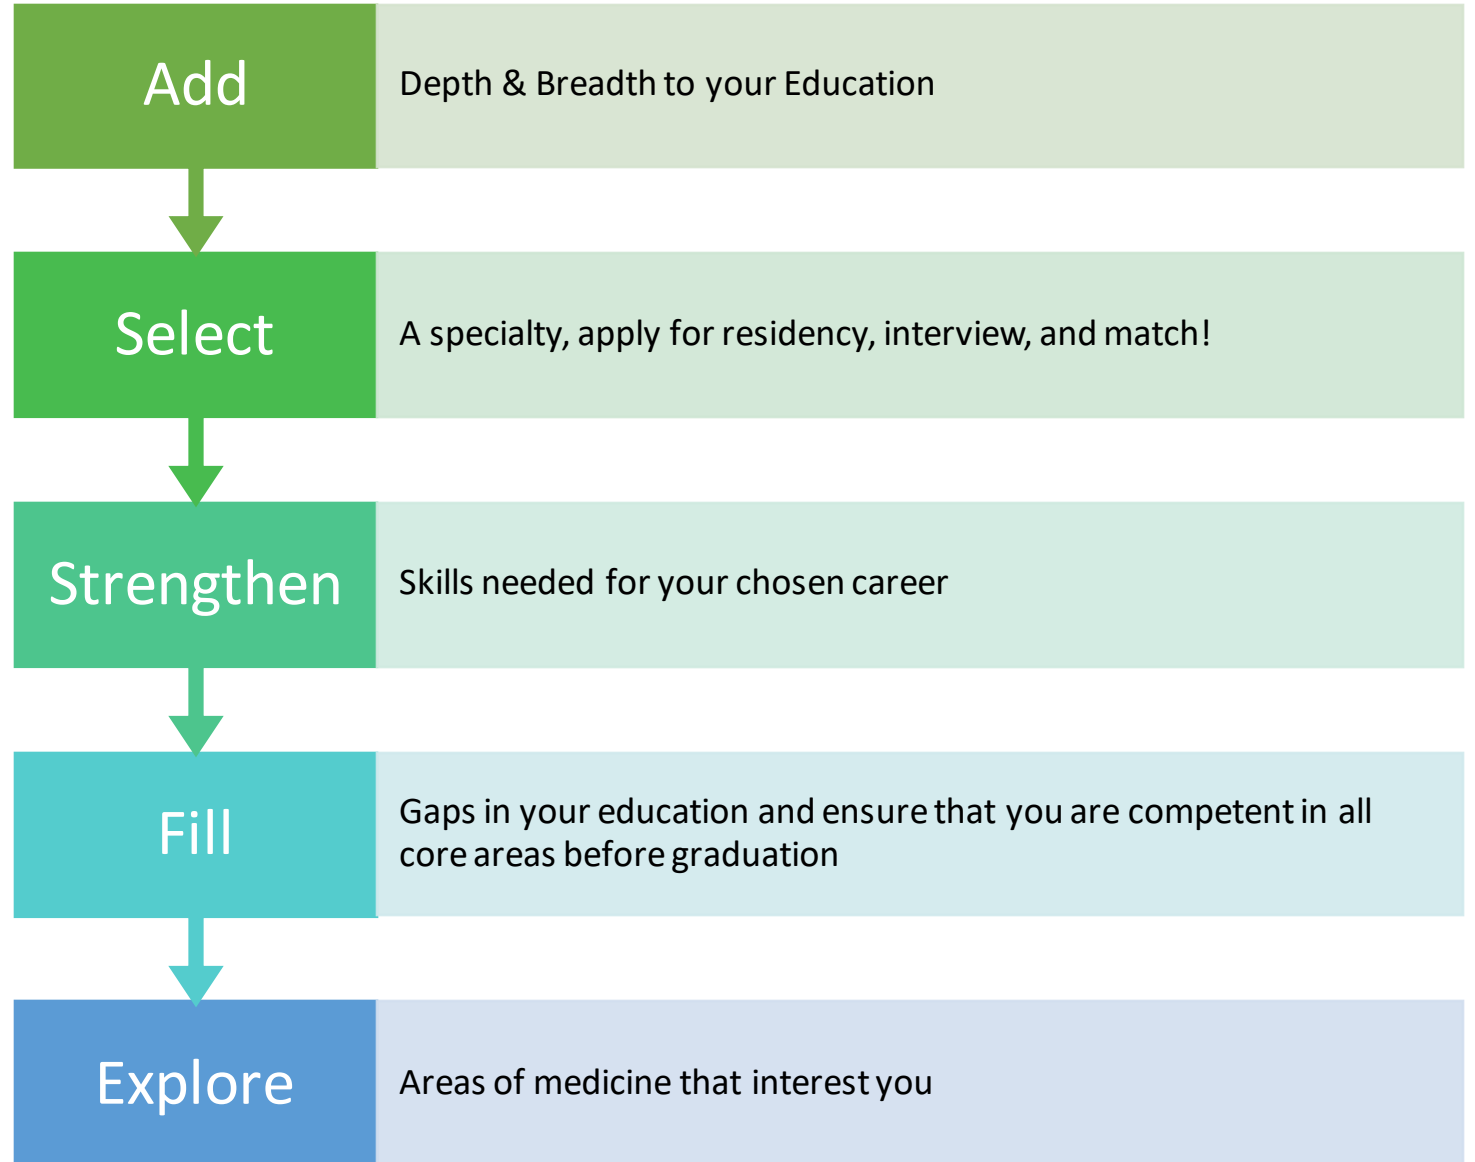 Add
Depth & Breadth to your Education
Select
A specialty, apply for residency, interview, and match!
Strengthen
Skills needed for your chosen career
Fill
Gaps in your education and ensure that you are competent in all
core areas before graduation
Explore
Areas of medicine that interest you